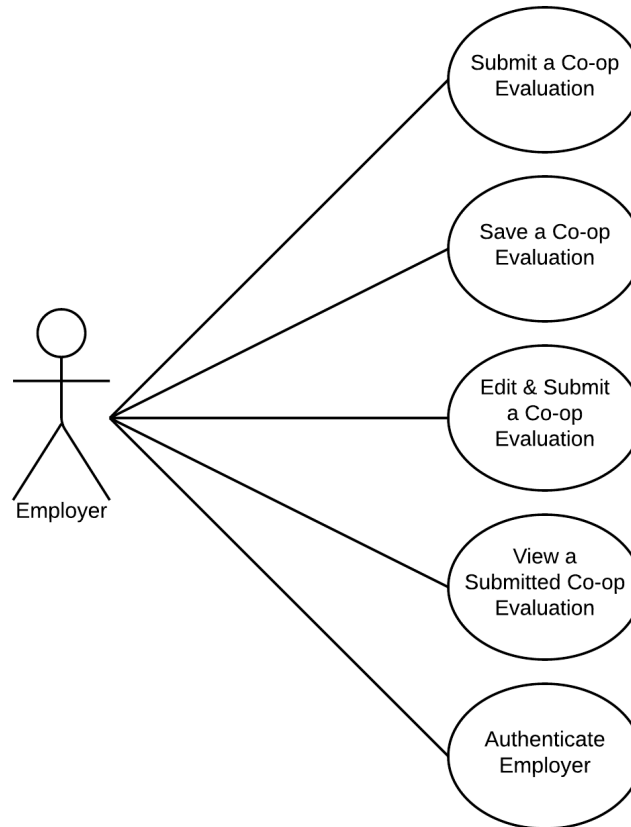 Submit a Co-op
Evaluation
Save a Co-op
Evaluation
Edit & Submit
a Co-op
Evaluation
Employer
View a
Submitted Co-op
Evaluation
Authenticate
Employer